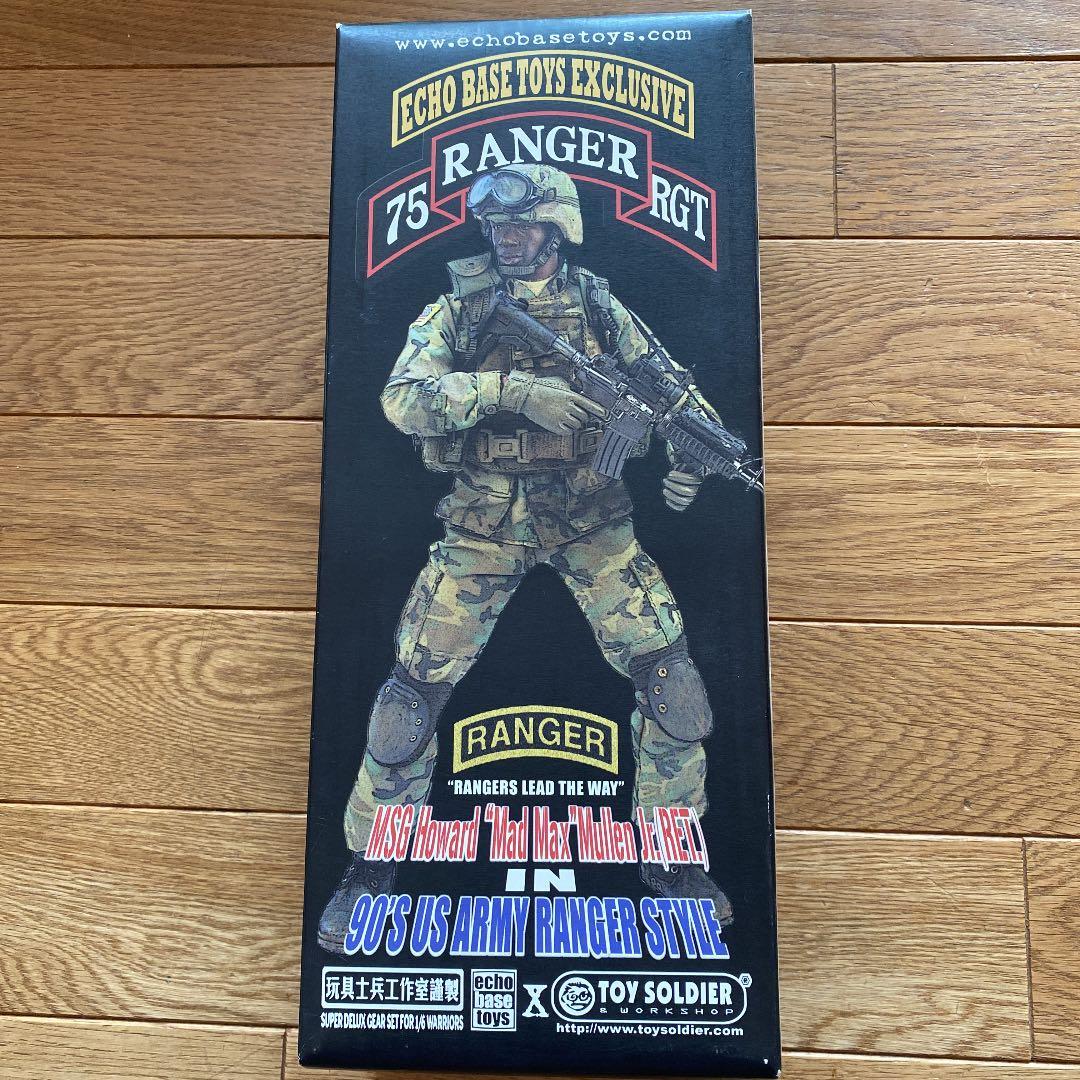 www.echobasetoys.com
ECHO BASE TOYS EXCLUSIVE
75 RANGER RGT
RANGER
"RANGERS LEAD THE WAY"
MSG Howard "Mad Max" Mullen Jr.(RET.)
IN
90'S US ARMY RANGER STYLE
玩具士兵工作室謹製
SUPER DELUX GEAR SET FOR 1/6 WARRIORS
echo
base
toys
X
TOY SOLDIER ®
& WORKSHOP
http://www.toysoldier.com